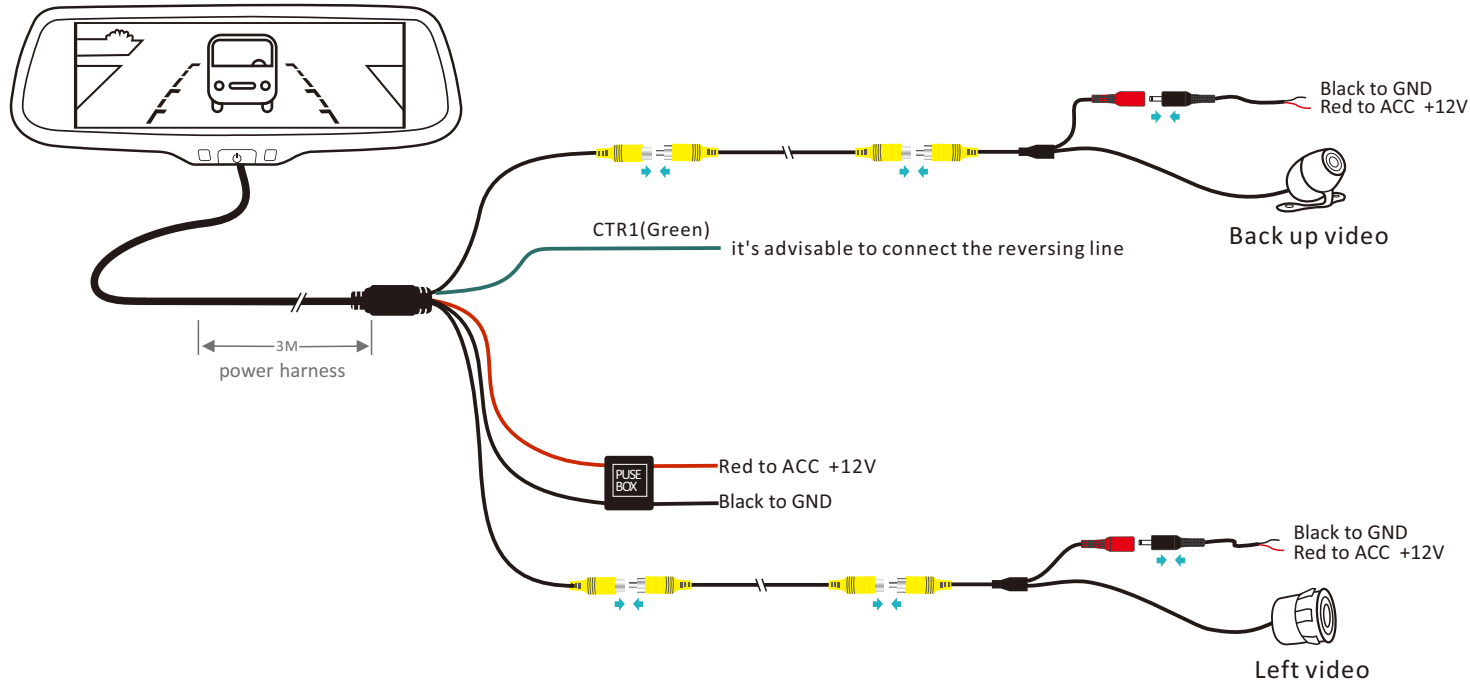 Black to GND
Red to ACC +12V
Back up video
CTR1(Green)
it's advisable to connect the reversing line
3M
power harness
PUSE
BOX
Red to ACC +12V
Black to GND
Black to GND
Red to ACC +12V
Left video